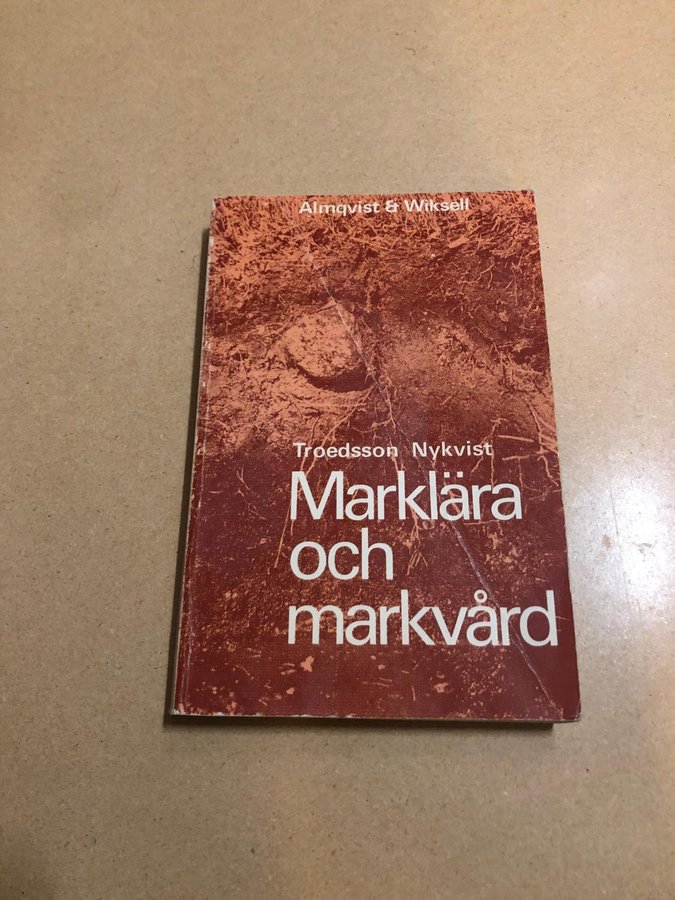 Almqvist & Wiksell
Troedsson Nykvist
Marklära
och
markvård